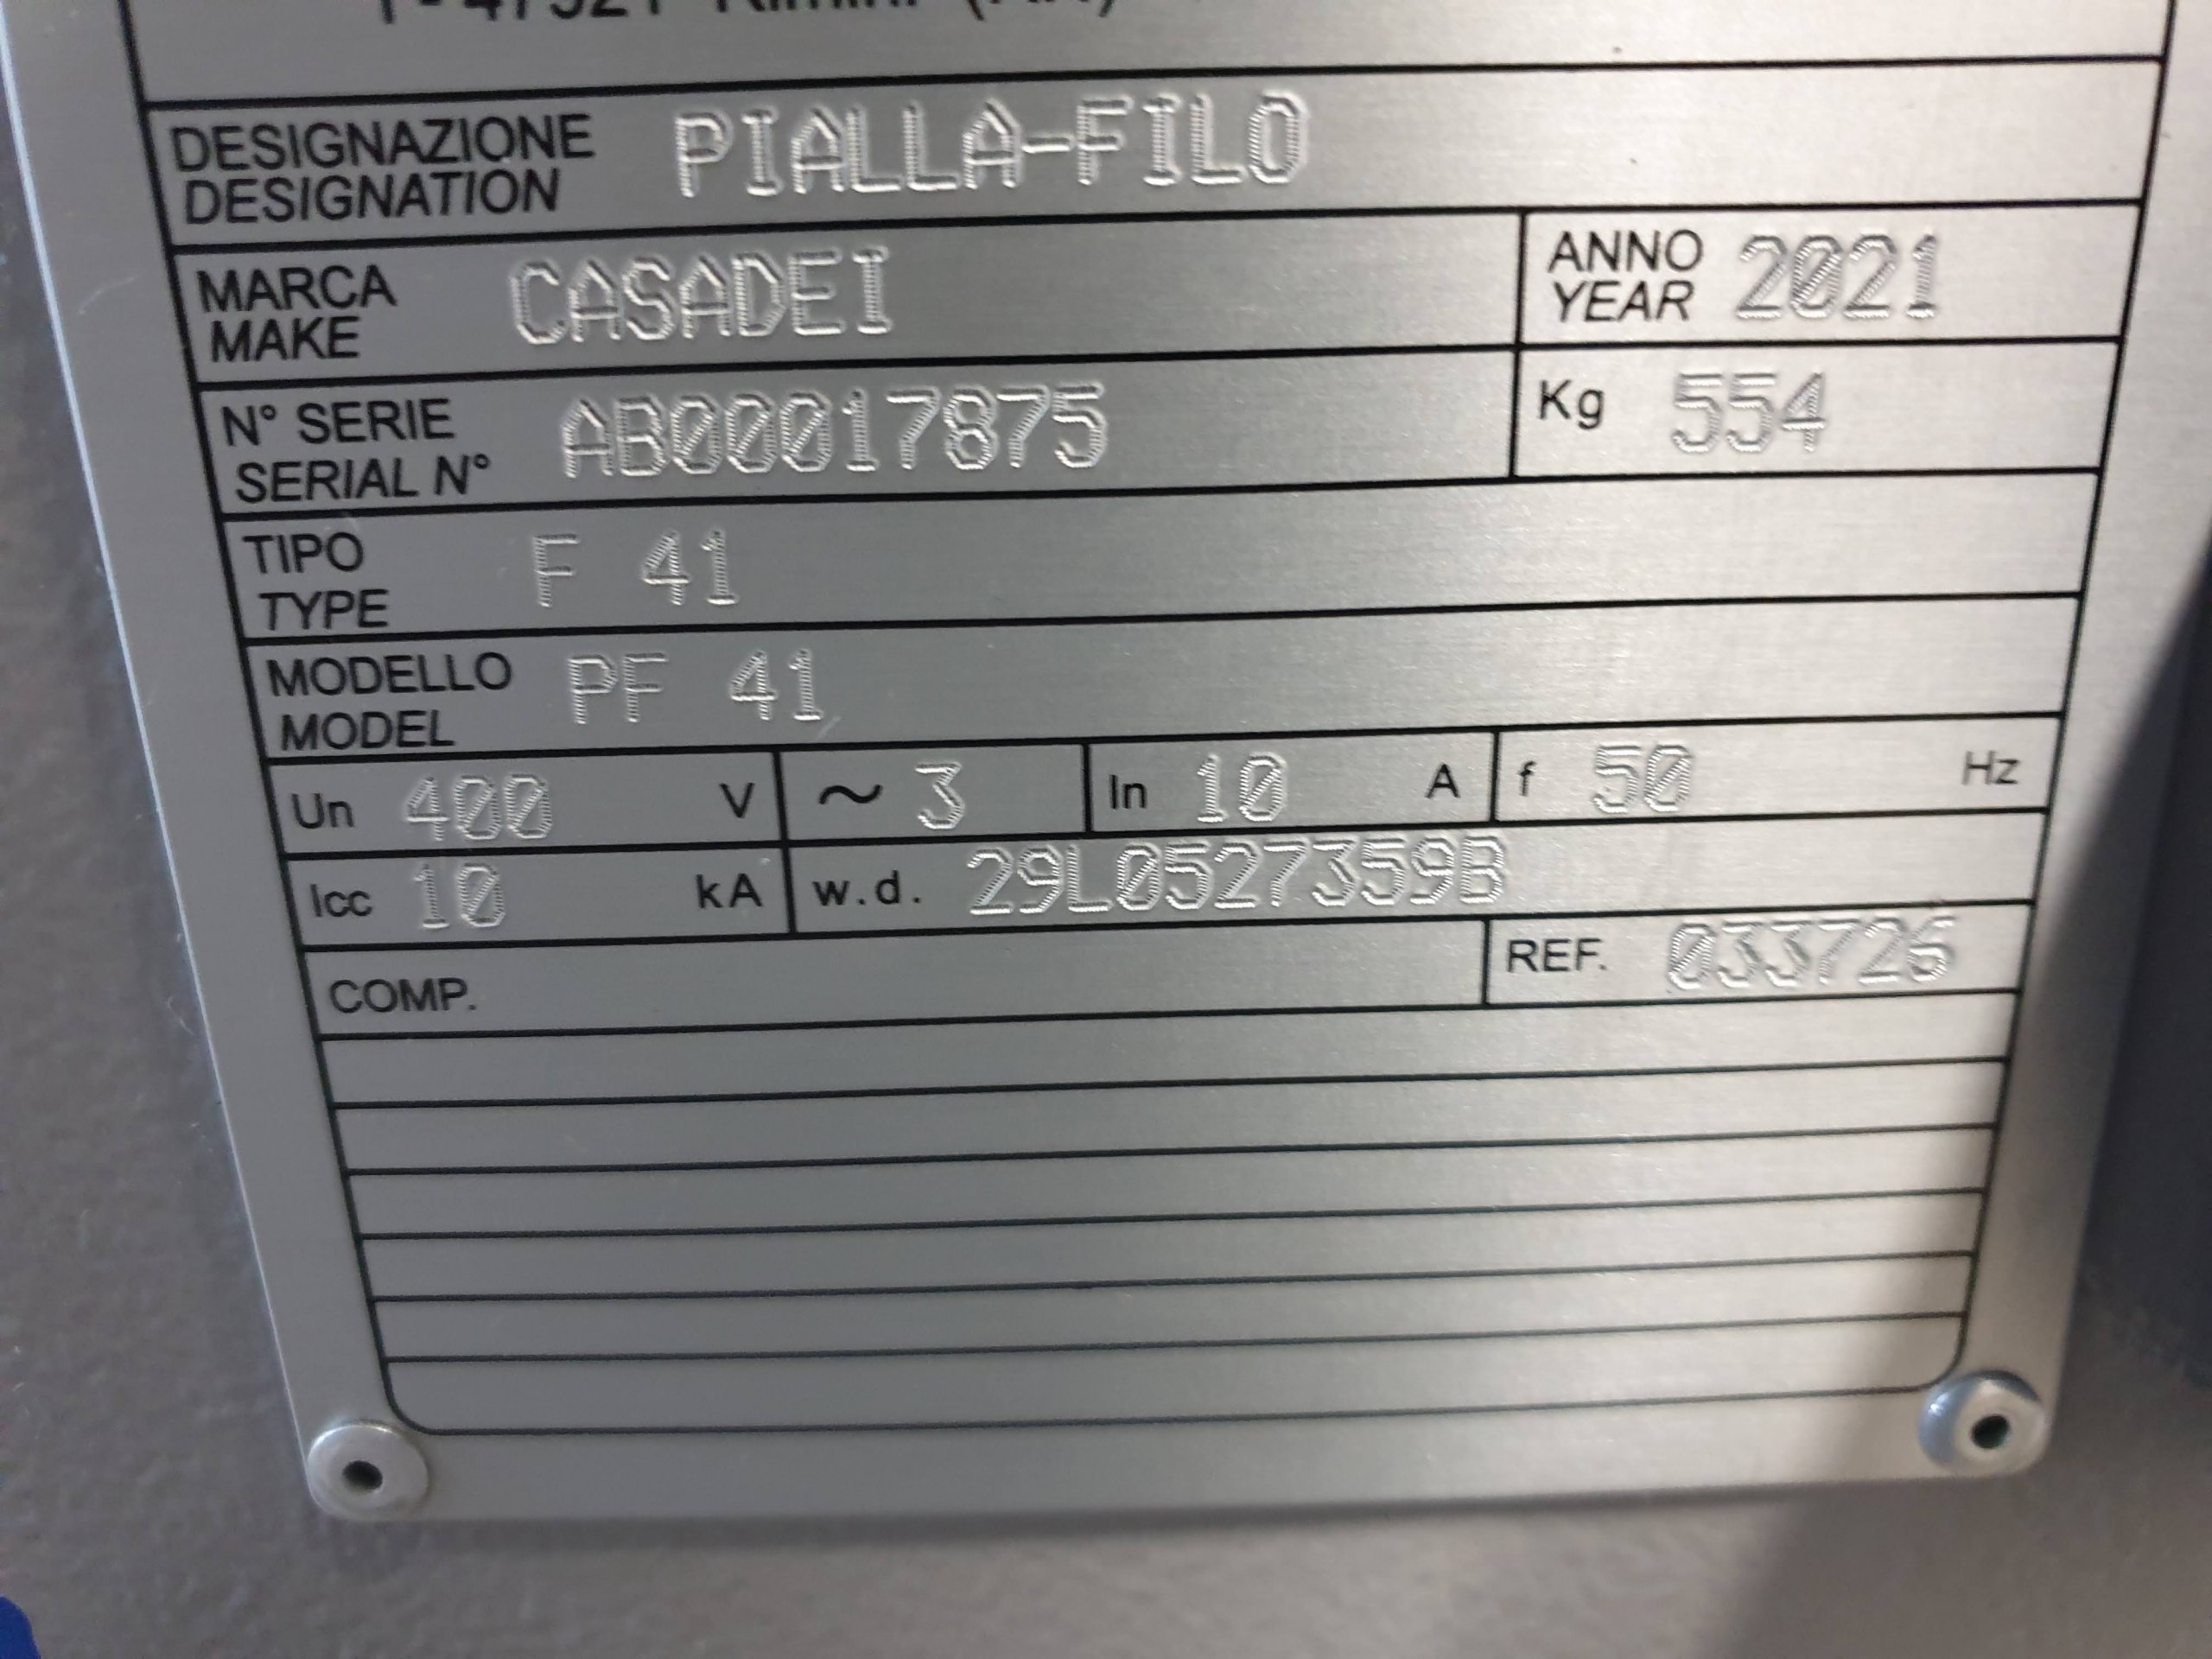 DESIGNAZIONE PIALLA-FILO
DESIGNATION
MARCA CASADEI ANNO 2021
MAKE YEAR
N° SERIE AB00017875 Kg 554
SERIAL N°
TIPO F 41
TYPE
MODELLO PF 41
MODEL
Un 400 V ~ 3 In 10 A f 50 Hz
Icc 10 kA w.d. 29L0527359B
COMP. REF. 033726